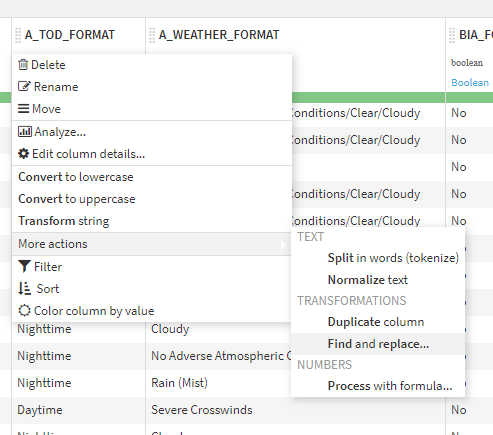 A_TOD_FORMAT A_WEATHER_FORMAT BIA_FO
boolean
Delete Boolean
Rename
Move Conditions/Clear/Cloudy No
Analyze... Conditions/Clear/Cloudy No
Edit column details... No
Convert to lowercase
Convert to uppercase Conditions/Clear/Cloudy No
Transform string Conditions/Clear/Cloudy No
More actions TEXT
Split in words (tokenize)
Filter Normalize text
Sort TRANSFORMATIONS
Color column by value Duplicate column
Nighttime Cloudy Find and replace...
Nighttime No Adverse Atmospheric C NUMBERS
Nighttime Rain (Mist) Process with formula...
Daytime Severe Crosswinds No